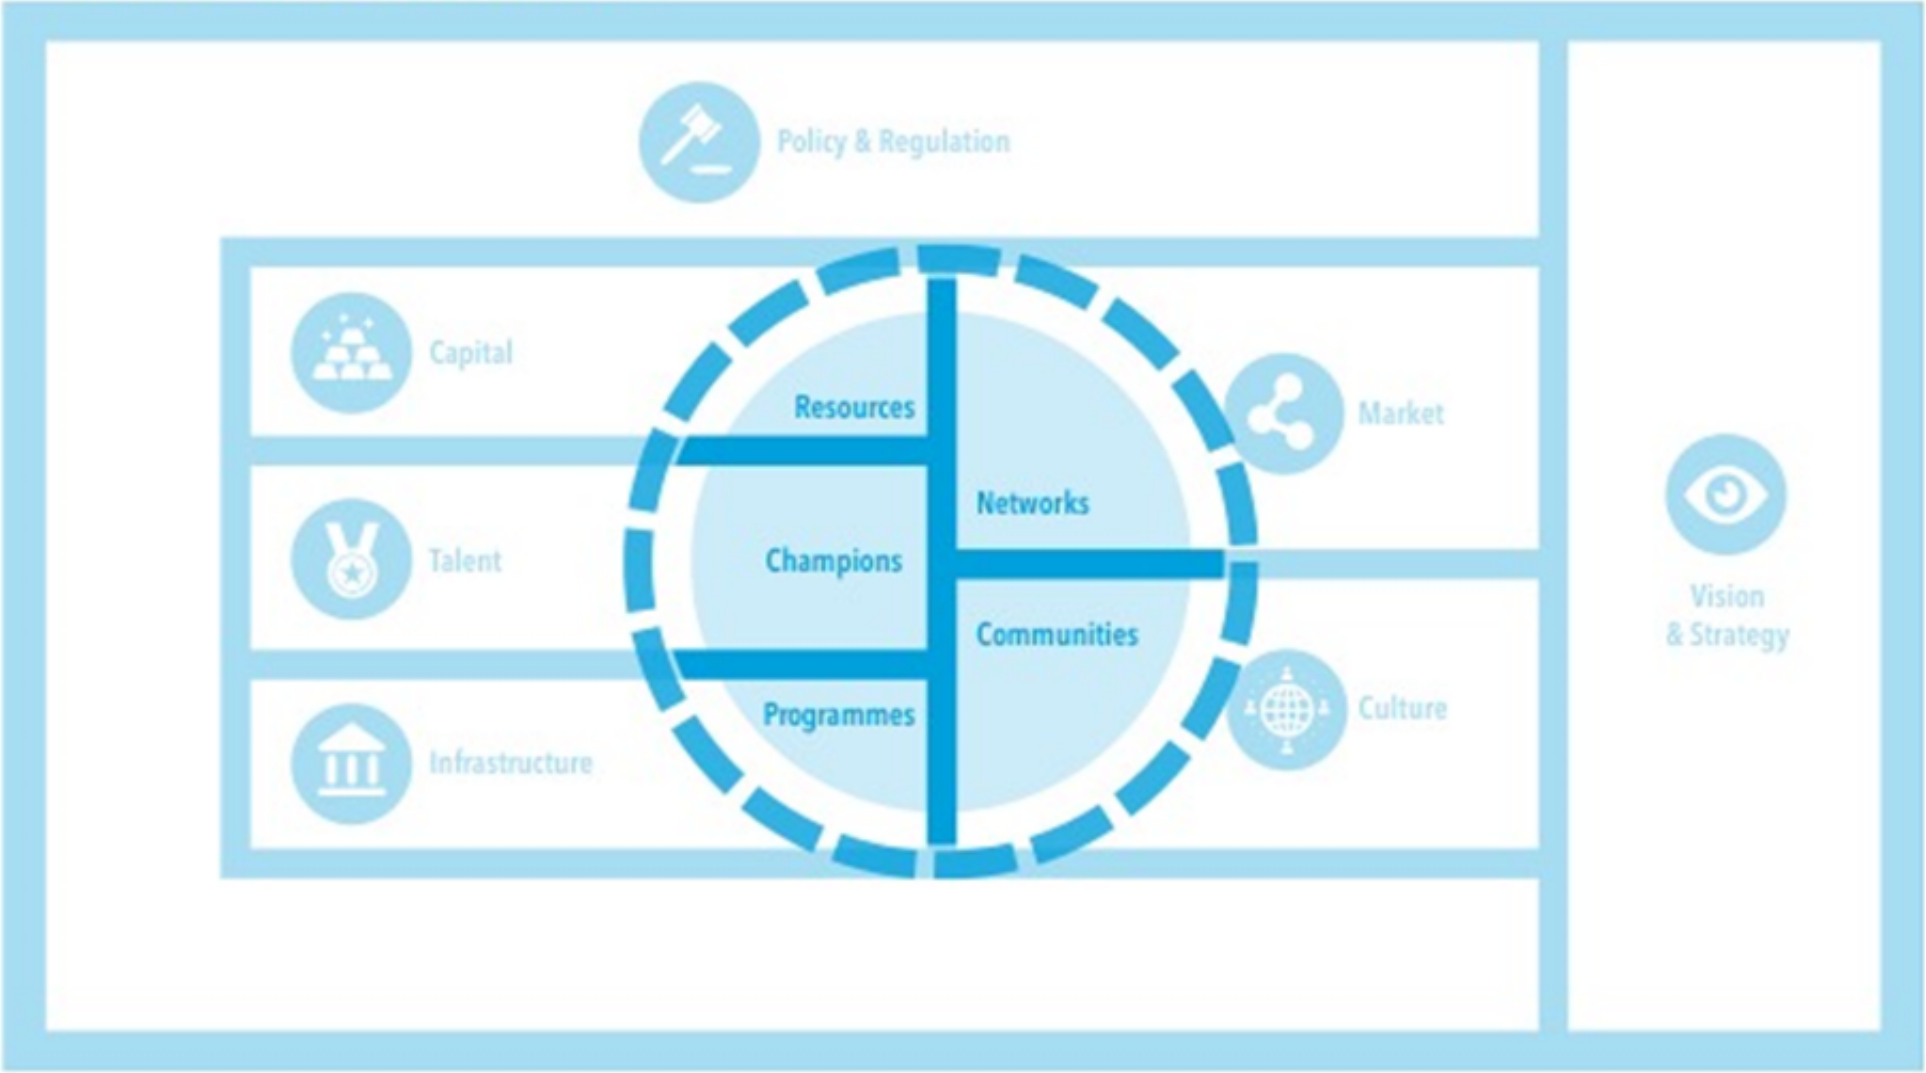 Policy & Regulation
Capital
Resources
Market
Networks
Talent
Champions
Vision
& Strategy
Communities
Programmes
Culture
Infrastructure